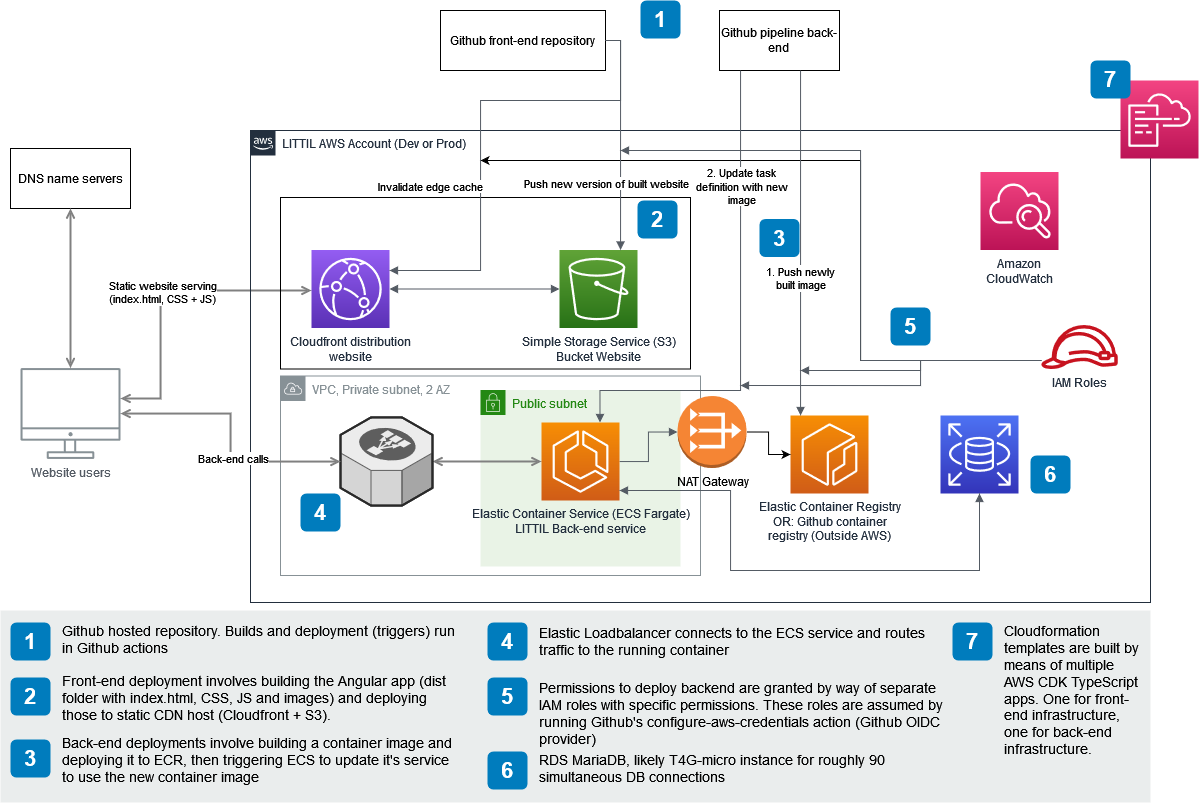 1
Github front-end repository
Github pipeline back-
end
7
aws
LITTIL AWS Account (Dev or Prod)
DNS name servers
Invalidate edge cache
Push new version of built website
2. Update task
definition with new
image
2
3
Amazon
CloudWatch
1. Push newly
built image
Static website serving
(index.html, CSS + JS)
Cloudfront distribution
website
Simple Storage Service (S3)
Bucket Website
5
IAM Roles
VPC, Private subnet, 2 AZ
Public subnet
Website users
Back-end calls
NAT Gateway
4
6
Elastic Container Service (ECS Fargate)
LITTIL Back-end service
Elastic Container Registry
OR: Github container
registry (Outside AWS)
1
Github hosted repository. Builds and deployment (triggers) run
in Github actions
2
Front-end deployment involves building the Angular app (dist
folder with index.html, CSS, JS and images) and deploying
those to static CDN host (Cloudfront + S3).
3
Back-end deployments involve building a container image and
deploying it to ECR, then triggering ECS to update it's service
to use the new container image
4
Elastic Loadbalancer connects to the ECS service and routes
traffic to the running container
5
Permissions to deploy backend are granted by way of separate
IAM roles with specific permissions. These roles are assumed by
running Github's configure-aws-credentials action (Github OIDC
provider)
6
RDS MariaDB, likely T4G-micro instance for roughly 90
simultaneous DB connections
7
Cloudformation
templates are built by
means of multiple
AWS CDK TypeScript
apps. One for front-
end infrastructure,
one for back-end
infrastructure.